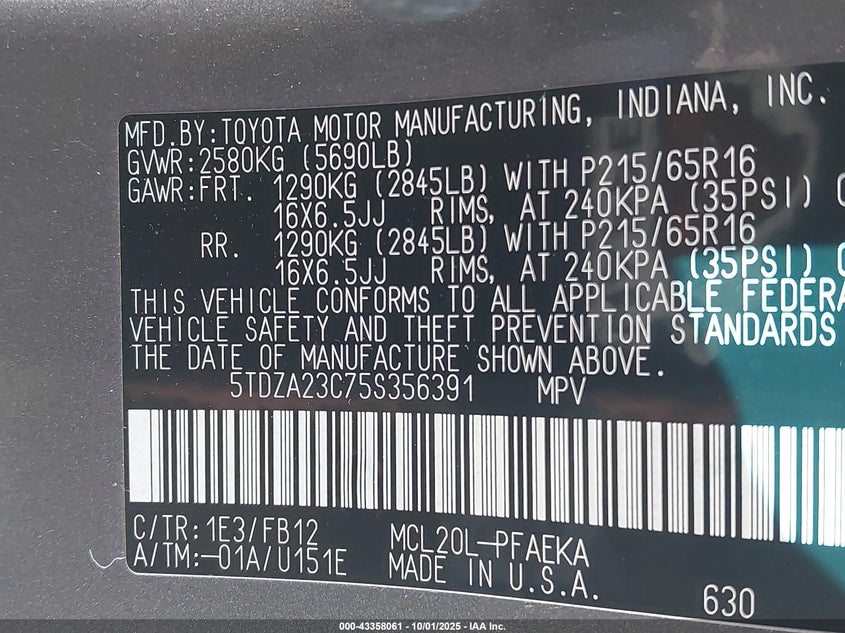 MFD.BY:TOYOTA MOTOR MANUFACTURING, INDIANA, INC.
GVWR:2580KG (5690LB)
GAWR:FRT. 1290KG (2845LB) WITH P215/65R16
16X6.5JJ RIMS, AT 240KPA (35PSI)
RR. 1290KG (2845LB) WITH P215/65R16
16X6.5JJ RIMS, AT 240KPA (35PSI)
THIS VEHICLE CONFORMS TO ALL APPLICABLE FEDERA
VEHICLE SAFETY AND THEFT PREVENTION STANDARDS
THE DATE OF MANUFACTURE SHOWN ABOVE.
5TDZA23C75S356391 MPV
C/TR:1E3/FB12 MCL20L-PFAEKA
A/TM:-01A/U151E MADE IN U.S.A.
630
000-43358061 - 10/01/2025 - IAA Inc.